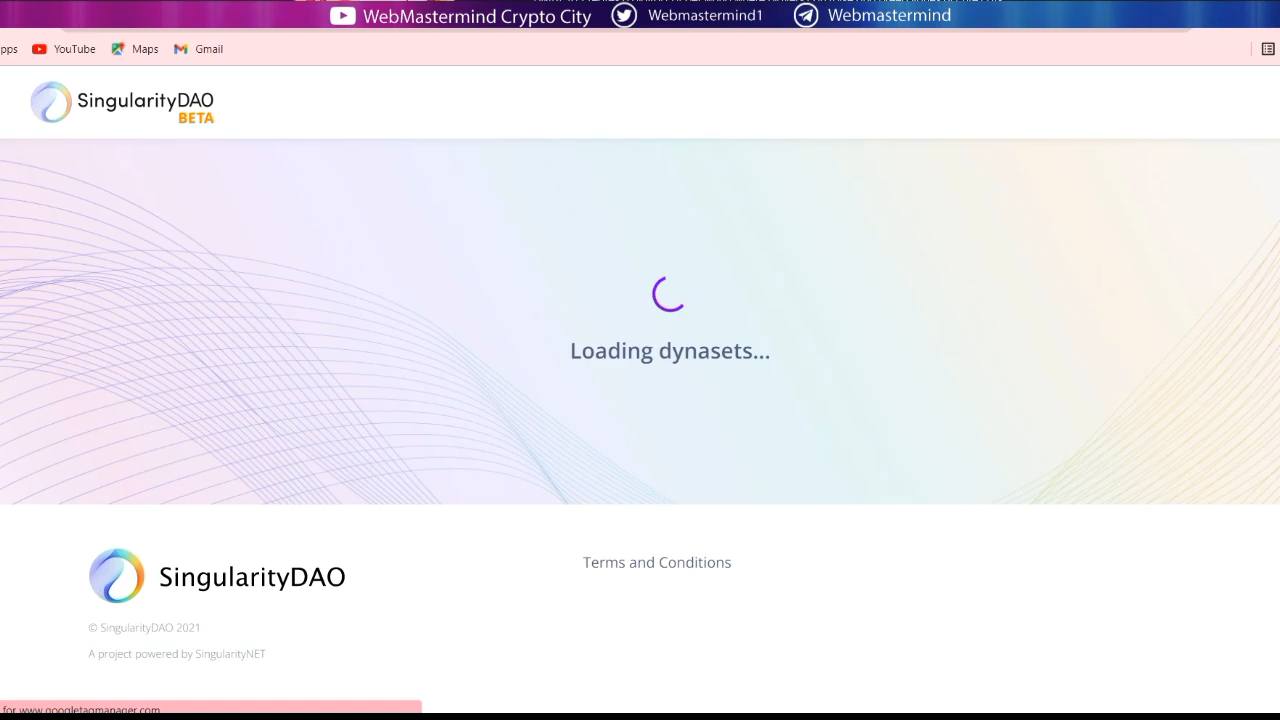 WebMastermind Crypto City Webmastermind1 Webmastermind
pps YouTube Maps Gmail
SingularityDAO
BETA
Loading dynasets...
SingularityDAO
Terms and Conditions
© SingularityDAO 2021
A project powered by SingularityNET
for www.googletagmanager.com